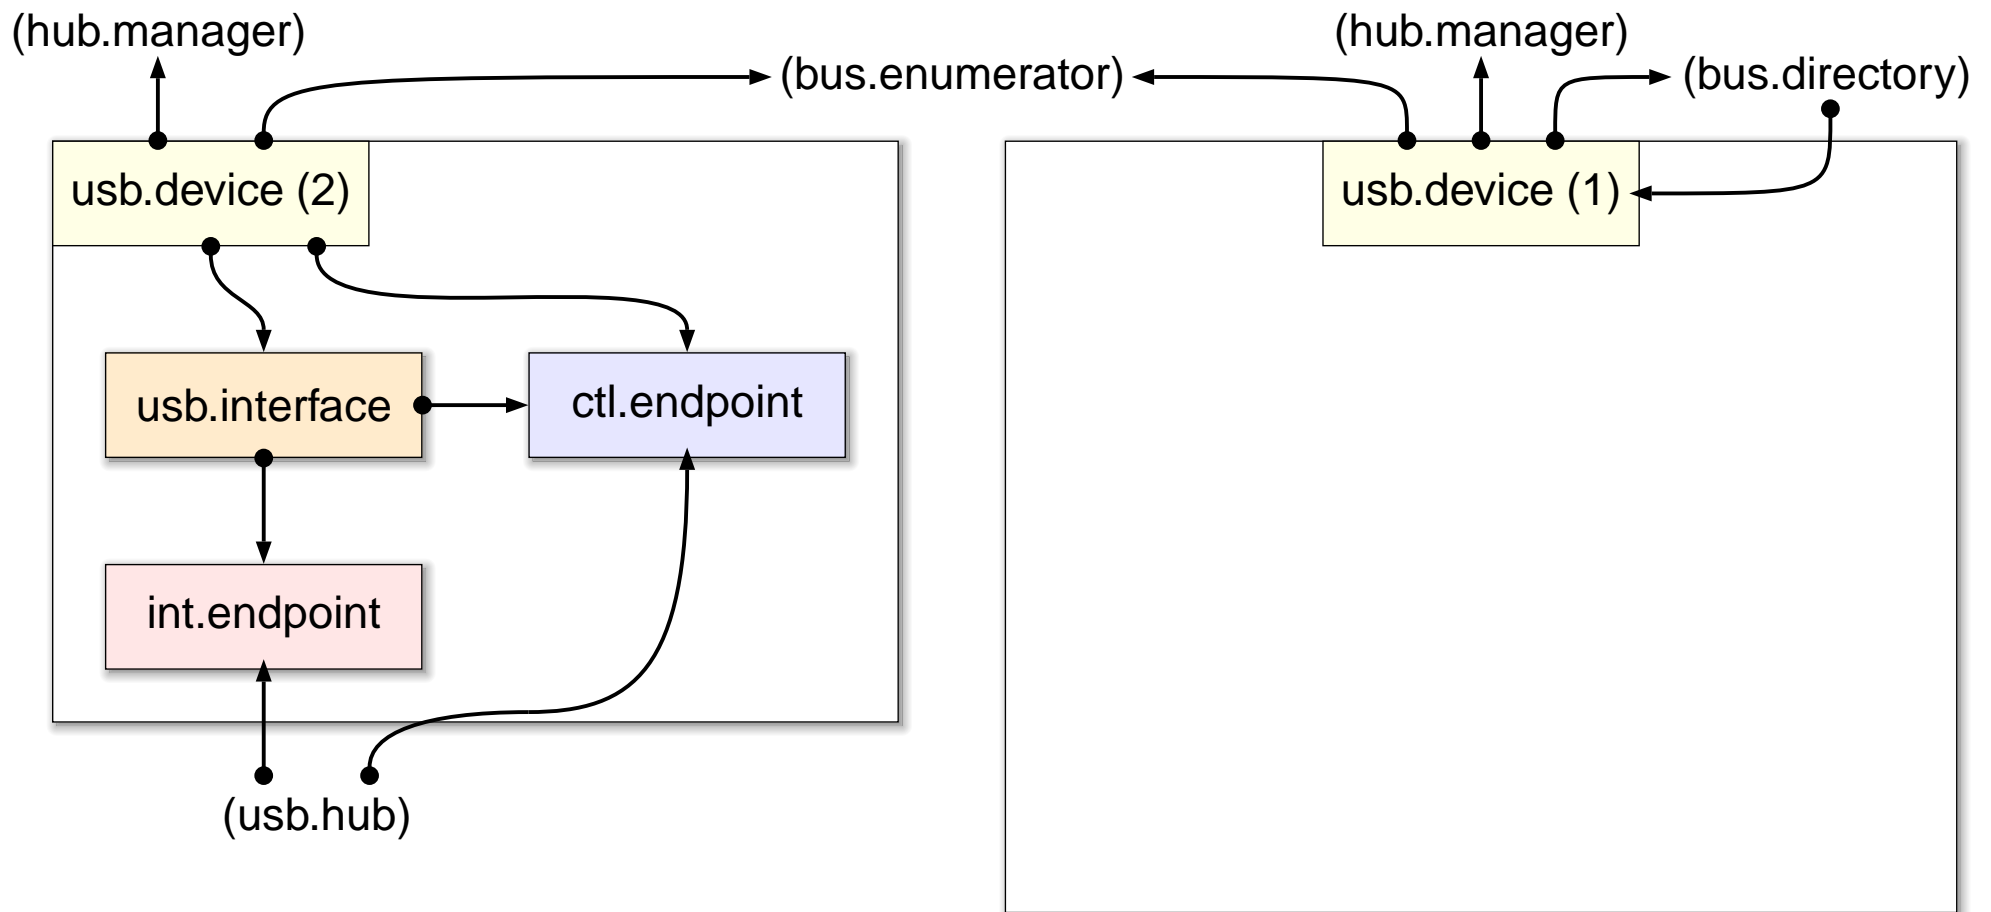 (hub.manager)
(hub.manager)
(bus.enumerator)
(bus.directory)
usb.device (2)
usb.device (1)
usb.interface
ctl.endpoint
int.endpoint
(usb.hub)